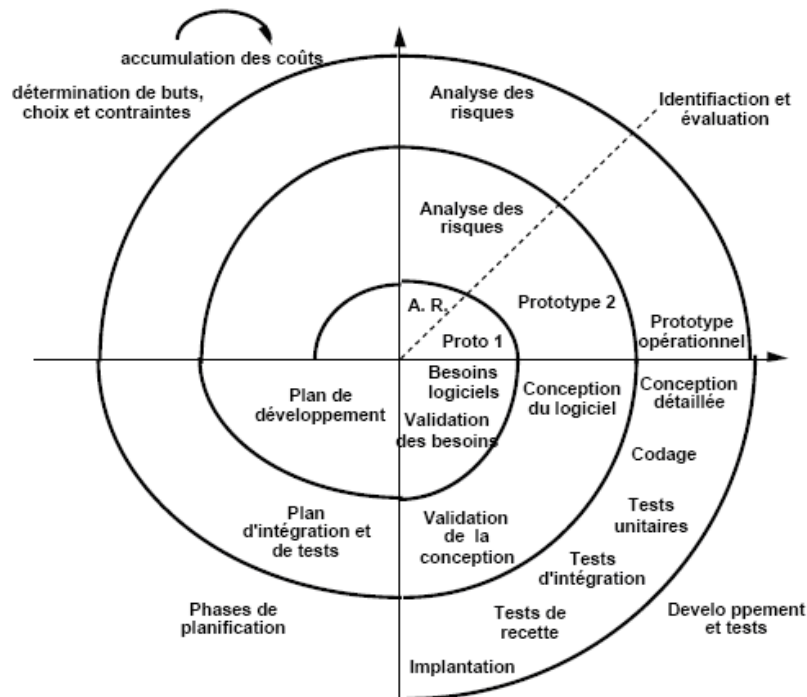 accumulation des coûts
détermination de buts,
choix et contraintes
Analyse des
risques
Identifiaction et
évaluation
Analyse des
risques
A. R.
Proto 1
Prototype 2
Prototype
opérationnel
Plan de
développement
Besoins
logiciels
Validation
des besoins
Conception
du logiciel
Conception
détaillée
Codage
Tests
unitaires
Plan
d'intégration et
de tests
Validation
de la
conception
Tests
d'intégration
Phases de
planification
Tests de
recette
Develo ppement
et tests
Implantation